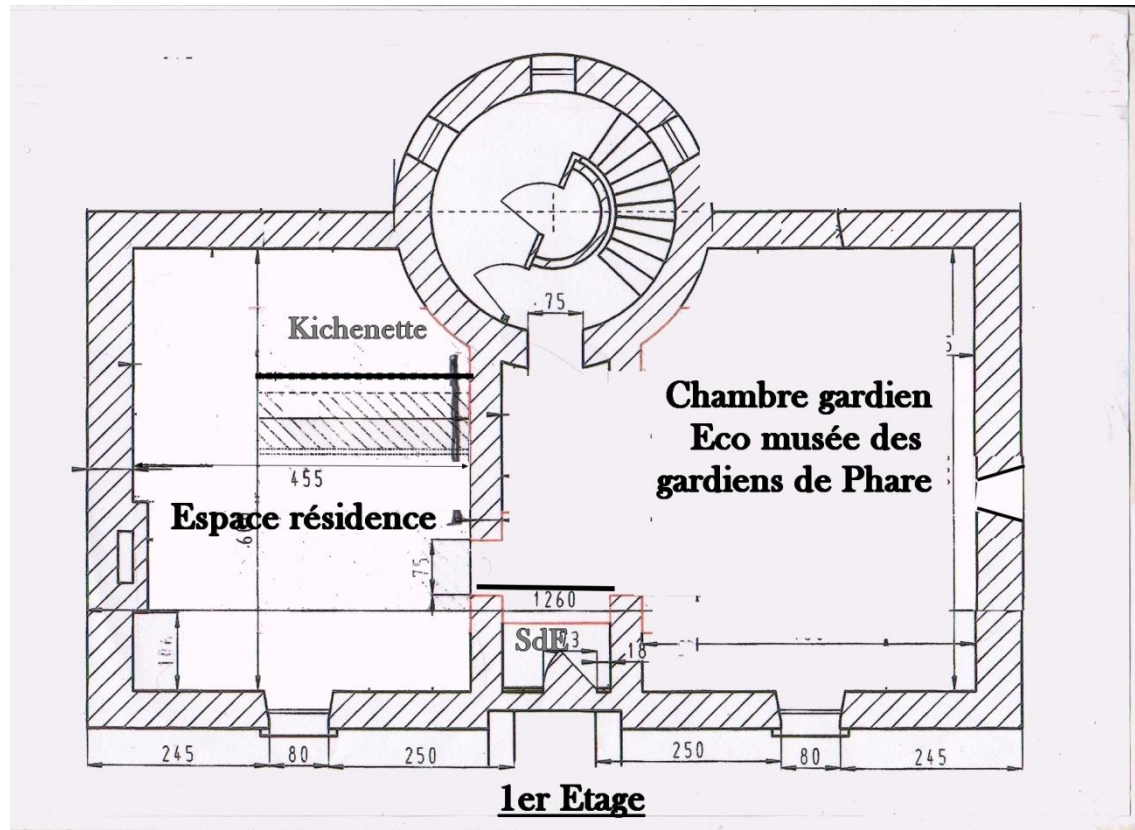 .75
Kichenette
Chambre gardien
Eco musée des
gardiens de Phare
455
Espace résidence
75
1260
SdE
18
245
80
250
250
80
245
1er Etage